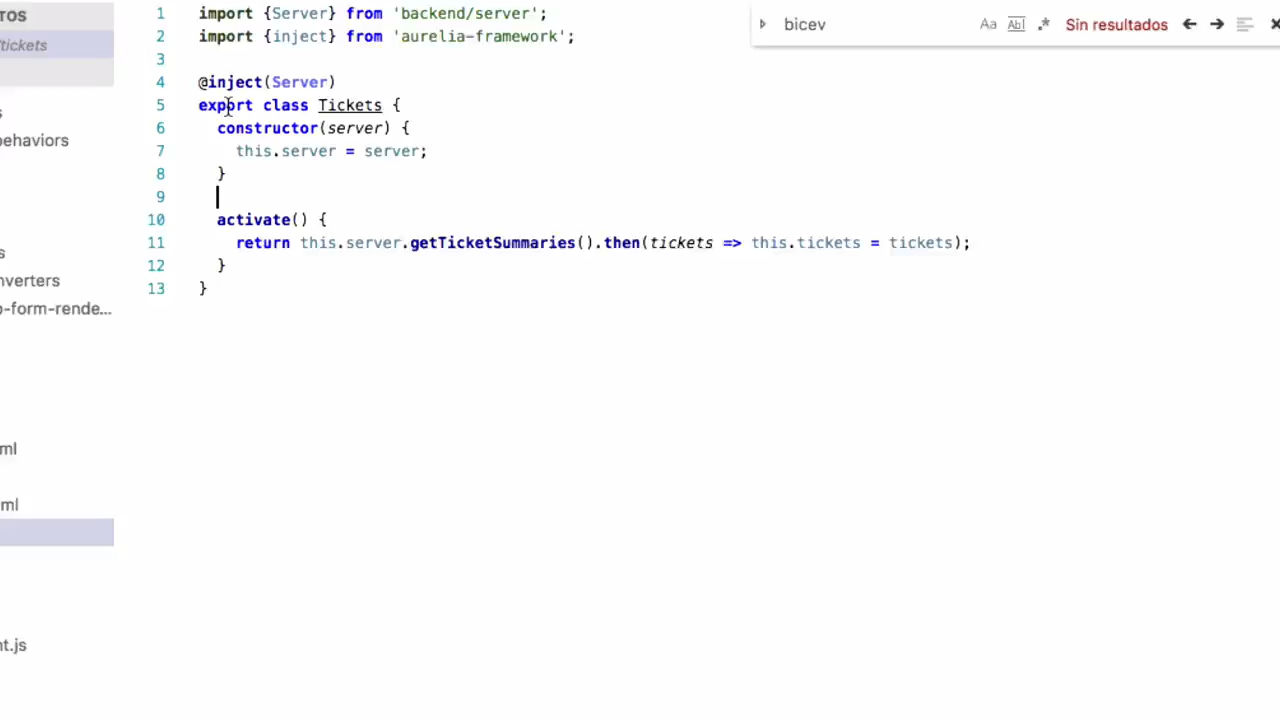 TOS
/tickets
s
behaviors
s
nverters
o-form-rende...
ml
ml
nt.js
1 import {Server} from 'backend/server';
2 import {inject} from 'aurelia-framework';
3
4 @inject(Server)
5 export class Tickets {
6 constructor(server) {
7 this.server = server;
8 }
9
10 activate() {
11 return this.server.getTicketSummaries().then(tickets => this.tickets = tickets);
12 }
13 }
bicev Aa Abl .* Sin resultados